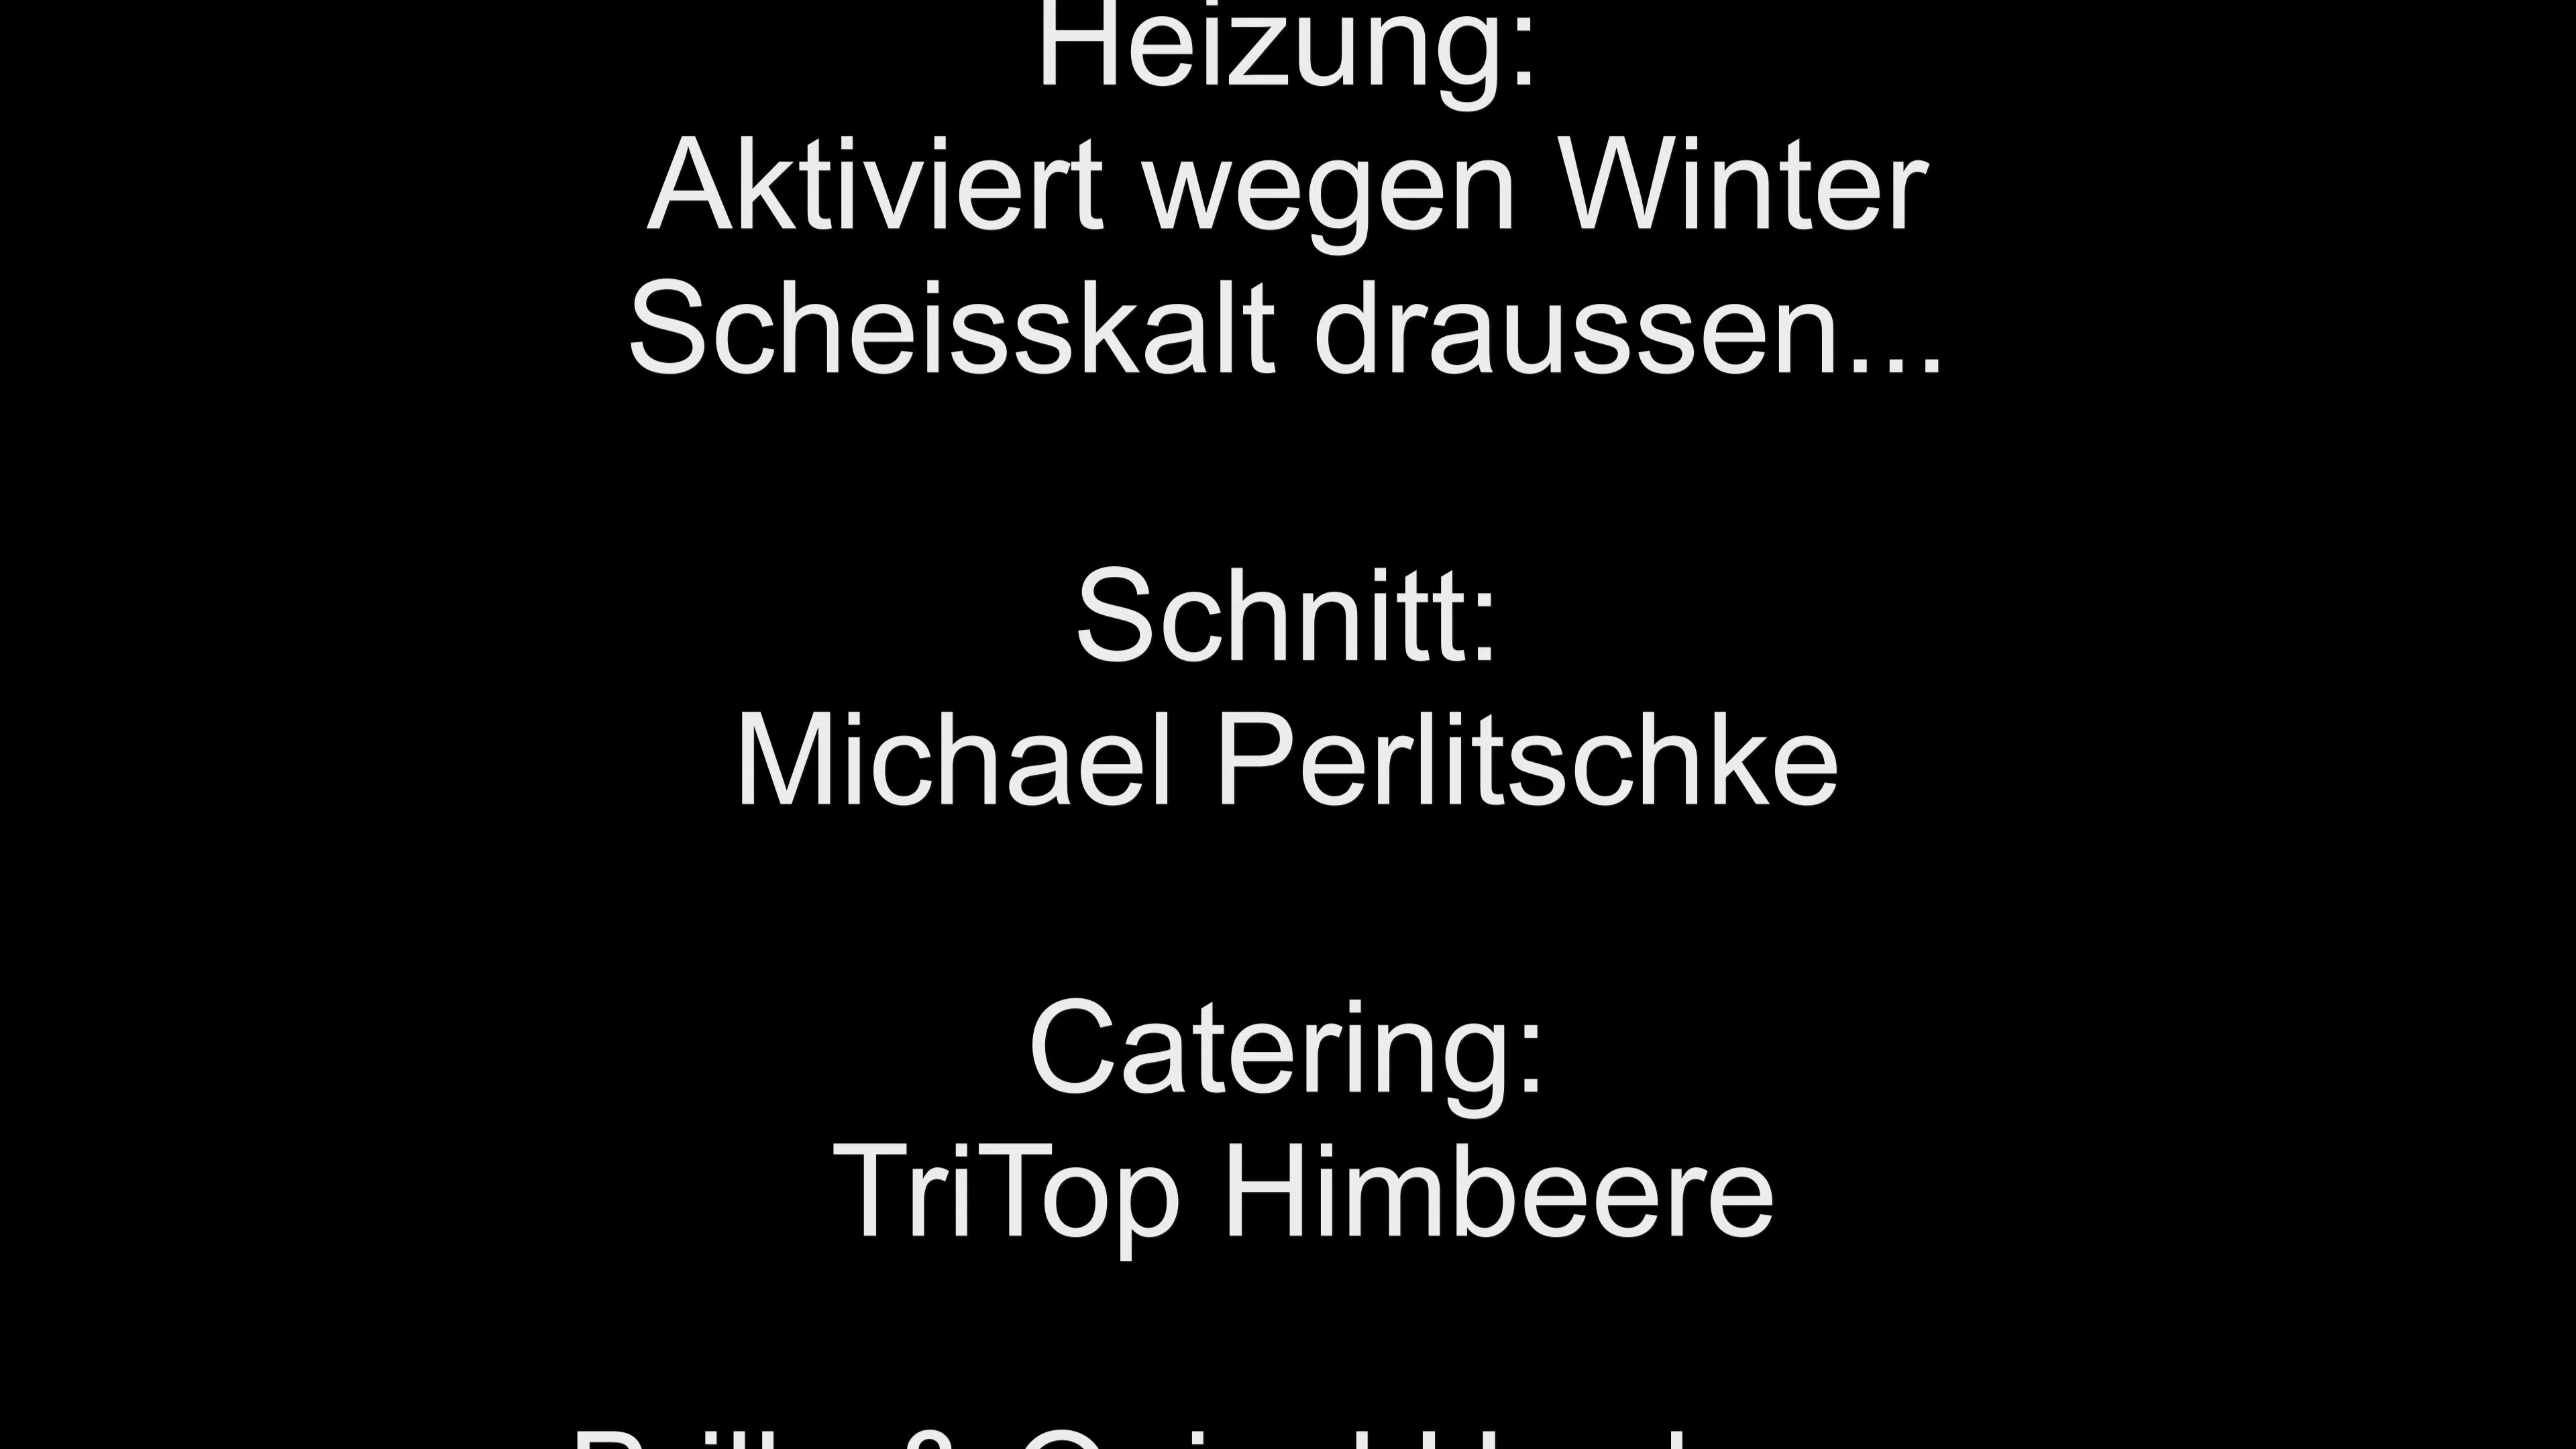 Heizung:
Aktiviert wegen Winter
Scheisskalt draussen...
Schnitt:
Michael Perlitschke
Catering:
TriTop Himbeere